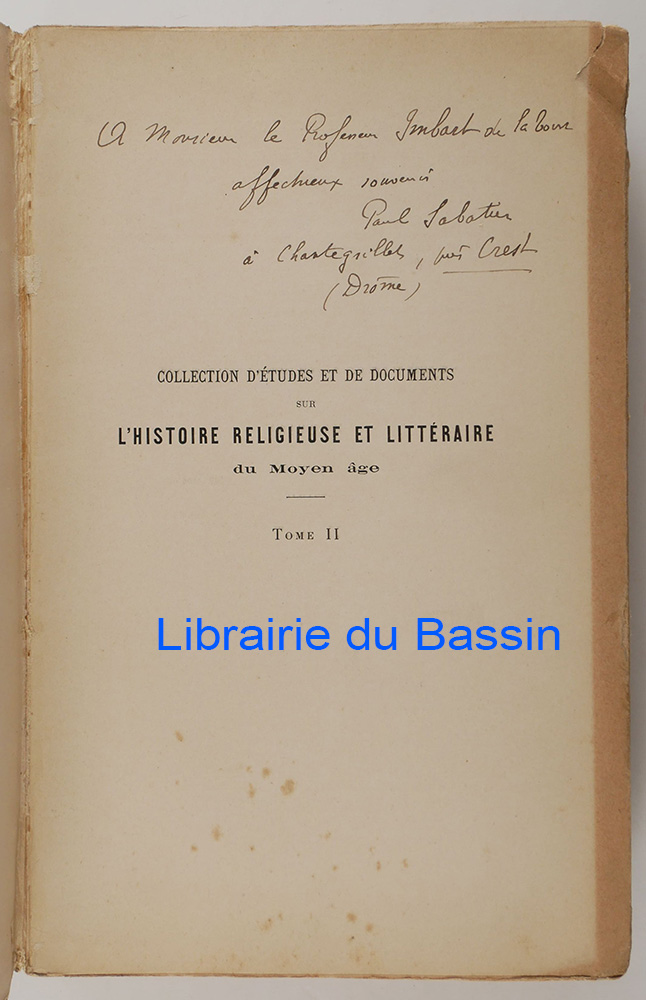 A Monsieur le Professeur Imbart de la Tour
affectueux souvenir
Paul Sabatier
à Chantegrillet, près Crest
(Drôme)
COLLECTION D'ÉTUDES ET DE DOCUMENTS
SUR
L'HISTOIRE RELIGIEUSE ET LITTÉRAIRE
du Moyen âge
TOME II
Librairie du Bassin